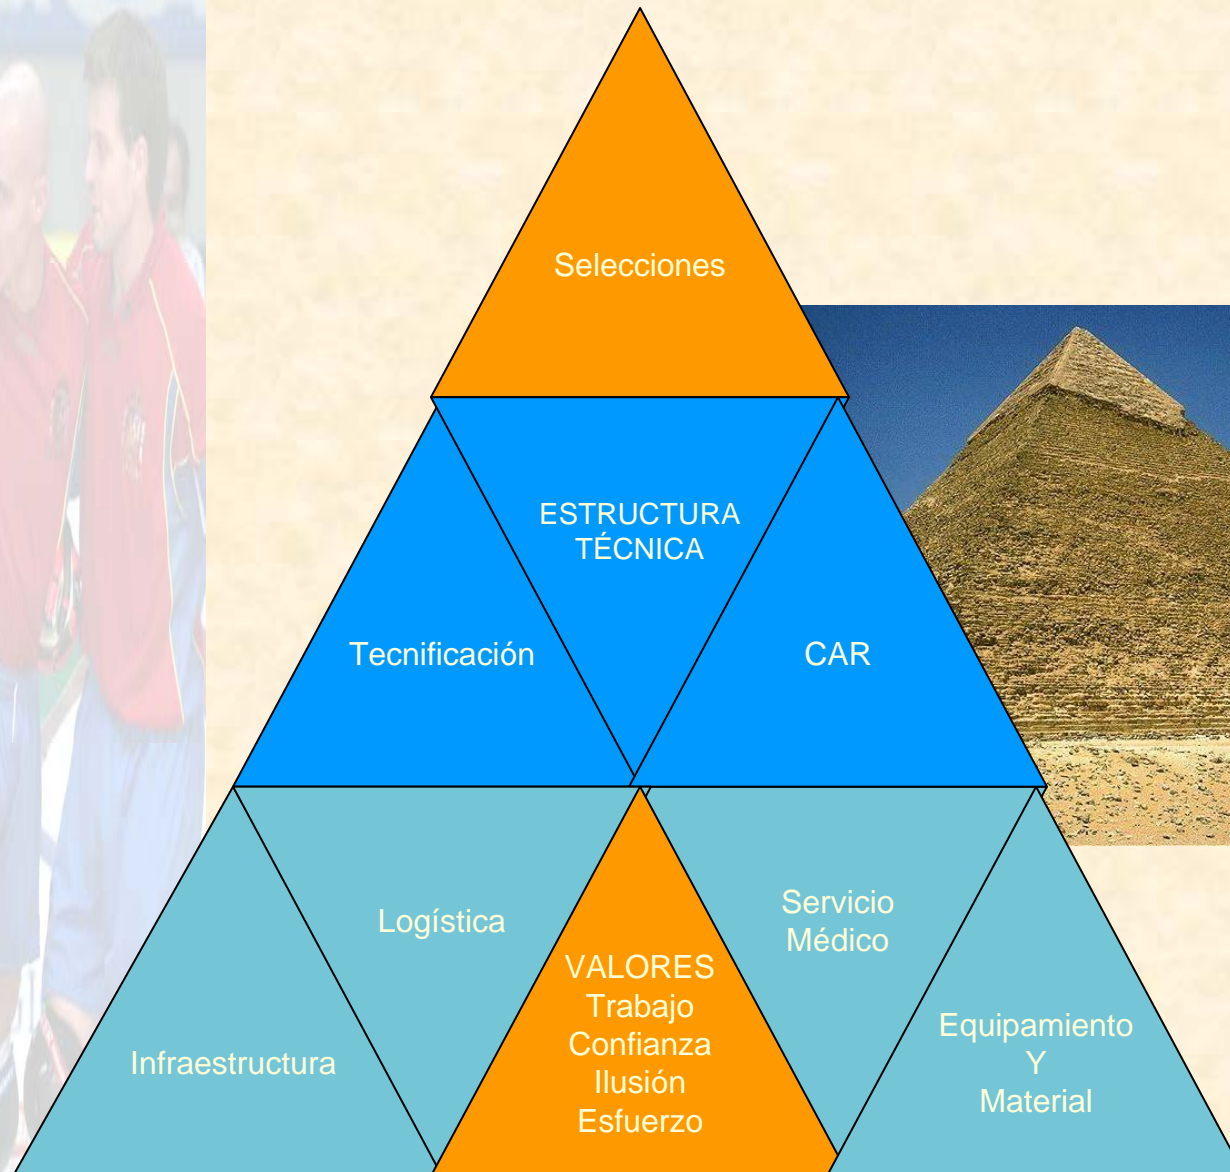 Selecciones
ESTRUCTURA
TÉCNICA
Tecnificación
CAR
Logística
Servicio
Médico
VALORES
Trabajo
Confianza
Ilusión
Esfuerzo
Infraestructura
Equipamiento
Y
Material